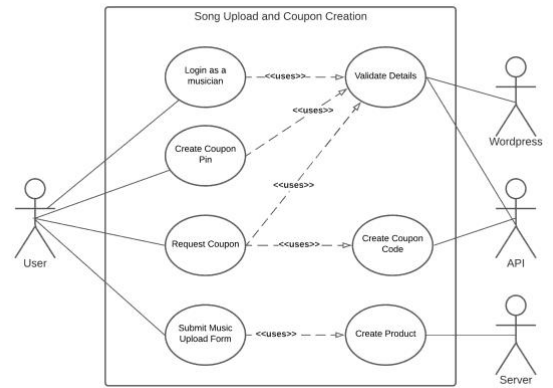 Song Upload and Coupon Creation
Login as a
musician
<<uses>>
Validate Details
<<uses>>
Wordpress
Create Coupon
Pin
<<uses>>
User
Request Coupon
<<uses>>
Create Coupon
Code
API
Submit Music
Upload Form
<<uses>>
Create Product
Server